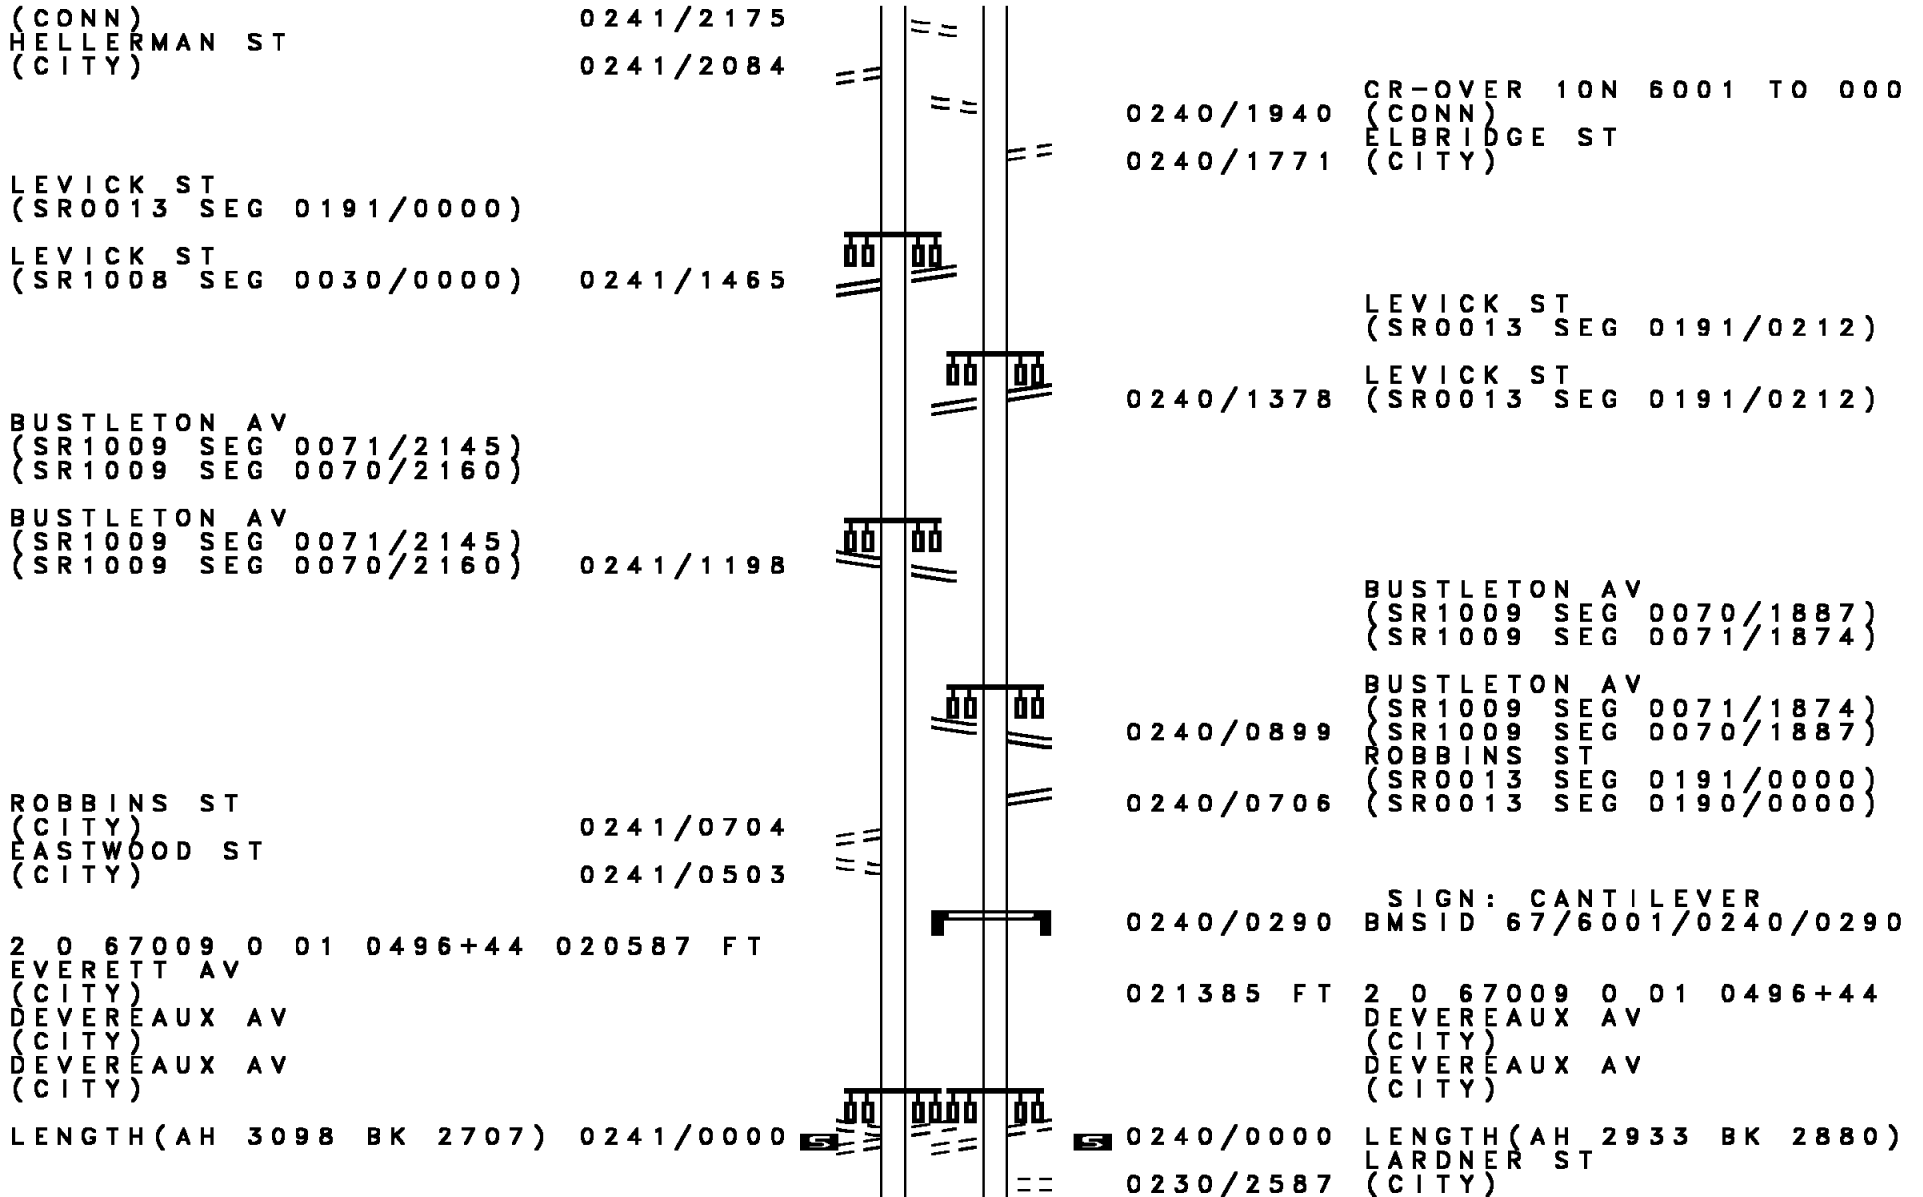 (CONN) 0241/2175
HELLERMAN ST
(CITY) 0241/2084
LEVICK ST
(SR0013 SEG 0191/0000)
LEVICK ST
(SR1008 SEG 0030/0000) 0241/1465
BUSTLETON AV
(SR1009 SEG 0071/2145)
(SR1009 SEG 0070/2160)
BUSTLETON AV
(SR1009 SEG 0071/2145)
(SR1009 SEG 0070/2160) 0241/1198
ROBBINS ST
(CITY) 0241/0704
EASTWOOD ST
(CITY) 0241/0503
2 0 67009 0 01 0496+44 020587 FT
EVERETT AV
(CITY)
DEVEREAUX AV
(CITY)
DEVEREAUX AV
(CITY)
LENGTH(AH 3098 BK 2707) 0241/0000 S
CR-OVER 10N 6001 TO 000
0240/1940 (CONN)
ELBRIDGE ST
0240/1771 (CITY)
LEVICK ST
(SR0013 SEG 0191/0212)
LEVICK ST
0240/1378 (SR0013 SEG 0191/0212)
BUSTLETON AV
(SR1009 SEG 0070/1887)
(SR1009 SEG 0071/1874)
BUSTLETON AV
(SR1009 SEG 0071/1874)
0240/0899 (SR1009 SEG 0070/1887)
ROBBINS ST
(SR0013 SEG 0191/0000)
0240/0706 (SR0013 SEG 0190/0000)
SIGN: CANTILEVER
0240/0290 BMSID 67/6001/0240/0290
021385 FT 2 0 67009 0 01 0496+44
DEVEREAUX AV
(CITY)
DEVEREAUX AV
(CITY)
S 0240/0000 LENGTH(AH 2933 BK 2880)
LARDNER ST
0230/2587 (CITY)